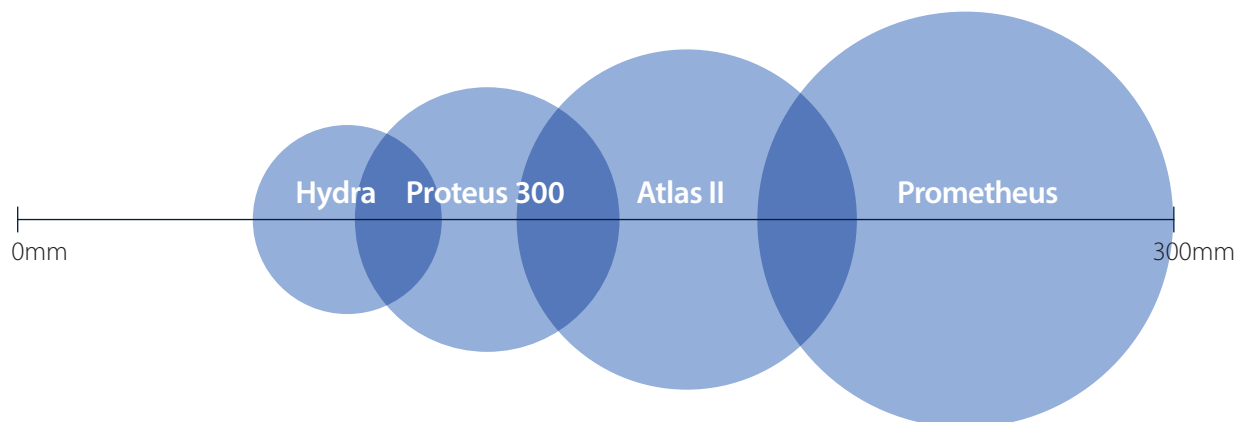 Hydra
Proteus 300
Atlas II
Prometheus
0mm
300mm